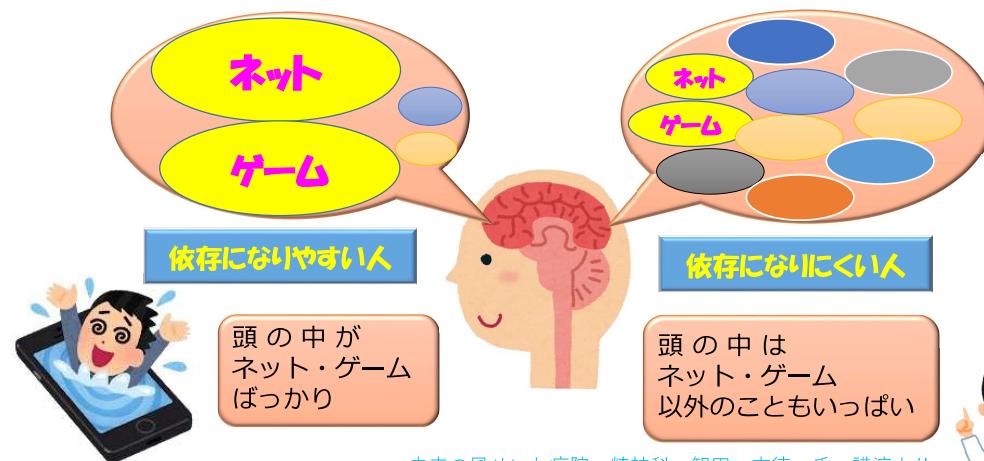 ネット
ゲーム
ネット
ゲーム
依存になりやすい人
依存になりにくい人
頭の中が
ネット・ゲーム
ばっかり
頭の中は
ネット・ゲーム
以外のこともいっぱい